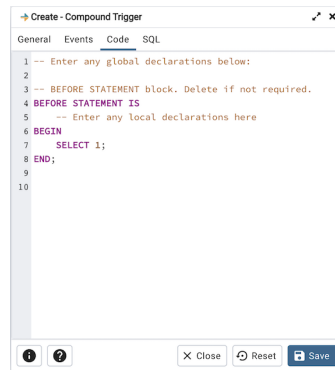 Create - Compound Trigger
General Events Code SQL
1 -- Enter any global declarations below:
2
3 -- BEFORE STATEMENT block. Delete if not required.
4 BEFORE STATEMENT IS
5 -- Enter any local declarations here
6 BEGIN
7 SELECT 1;
8 END;
9
10
Close Reset Save